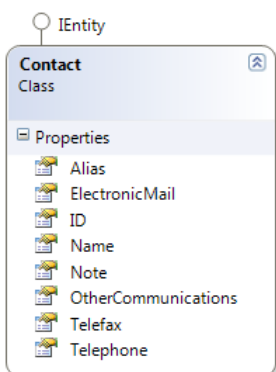 IEntity
Contact
Class
Properties
Alias
ElectronicMail
ID
Name
Note
OtherCommunications
Telefax
Telephone